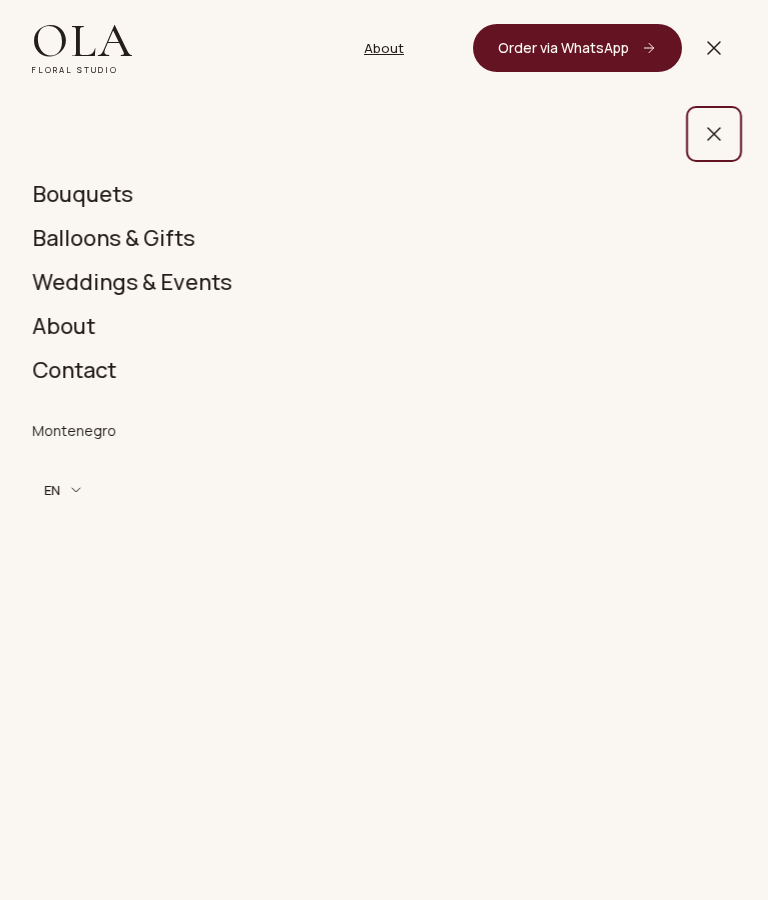 OLA
FLORAL STUDIO
About
Order via WhatsApp
Bouquets
Balloons & Gifts
Weddings & Events
About
Contact
Montenegro
EN